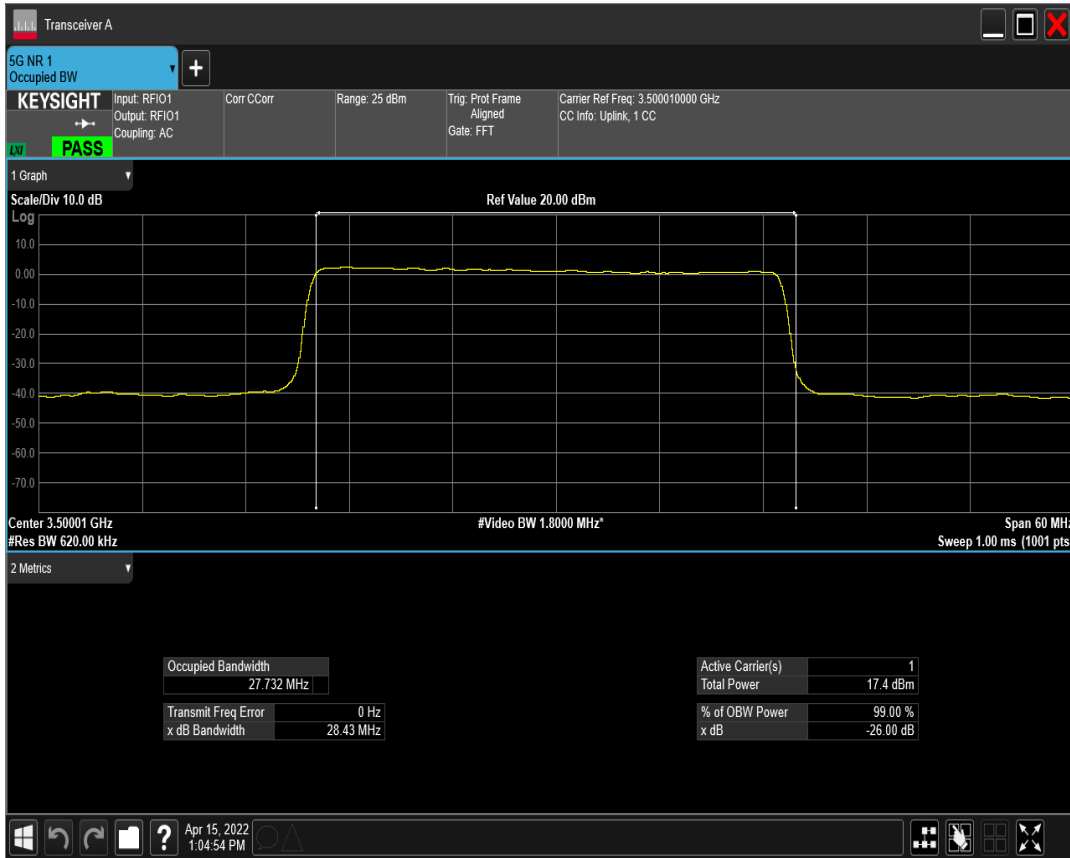 Transceiver A
5G NR 1
Occupied BW
KEYSIGHT
LXI
PASS
Input: RFIO1
Output: RFIO1
Coupling: AC
Corr CCorr
Range: 25 dBm
Trig: Prot Frame
Aligned
Gate: FFT
Carrier Ref Freq: 3.500010000 GHz
CC Info: Uplink, 1 CC
1 Graph
Scale/Div 10.0 dB
Ref Value 20.00 dBm
Log
10.0
0.00
-10.0
-20.0
-30.0
-40.0
-50.0
-60.0
-70.0
Center 3.50001 GHz
#Video BW 1.8000 MHz*
Span 60 MHz
#Res BW 620.00 kHz
Sweep 1.00 ms (1001 pts
2 Metrics
Occupied Bandwidth
27.732 MHz
Transmit Freq Error 0 Hz
x dB Bandwidth 28.43 MHz
Active Carrier(s) 1
Total Power 17.4 dBm
% of OBW Power 99.00 %
x dB -26.00 dB
?
Apr 15, 2022
1:04:54 PM